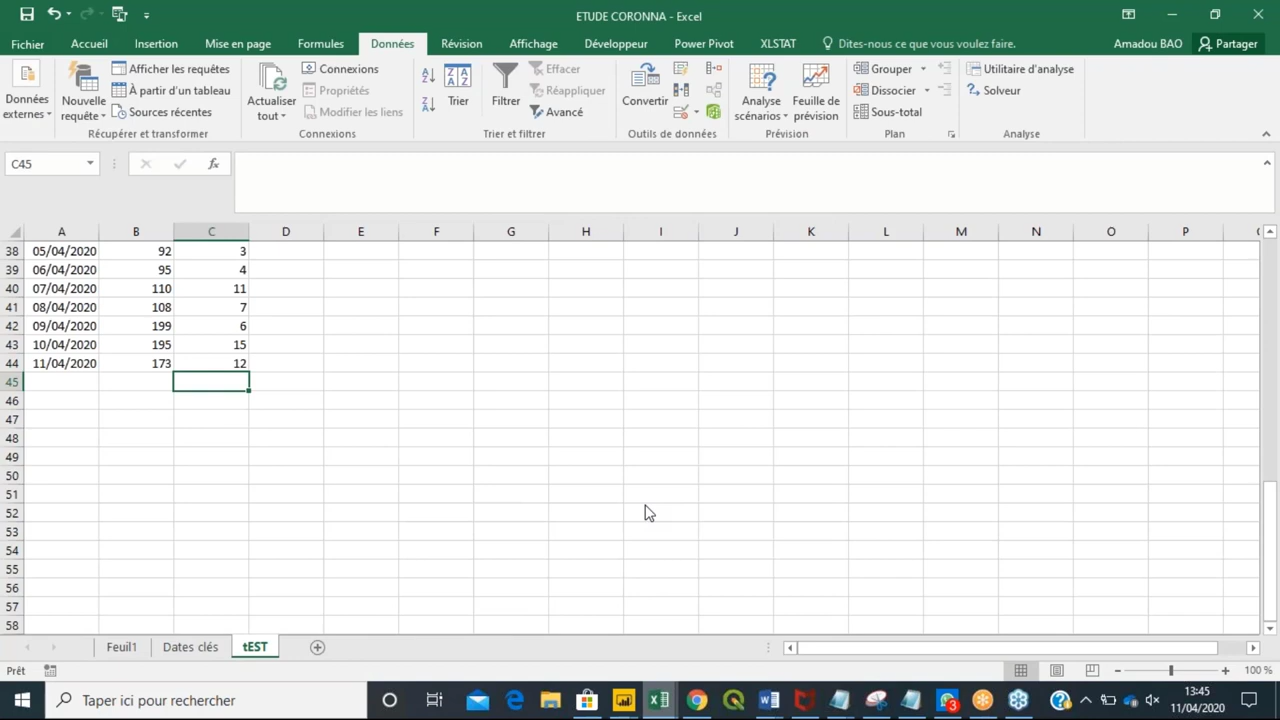 ETUDE CORONNA - Excel
Fichier Accueil Insertion Mise en page Formules Données Révision Affichage Développeur Power Pivot XLSTAT Dites-nous ce que vous voulez faire. Amadou BAO Partager
Données externes
Nouvelle requête
Afficher les requêtes
À partir d'un tableau
Sources récentes
Récupérer et transformer
Actualiser tout
Connexions
Propriétés
Modifier les liens
Connexions
Trier
Filtrer
Effacer
Réappliquer
Avancé
Trier et filtrer
Convertir
Outils de données
Analyse scénarios
Feuille de prévision
Prévision
Grouper
Dissocier
Sous-total
Plan
Utilitaire d'analyse
Solveur
Analyse
C45 fx
A B C D E F G H I J K L M N O P Q
38 05/04/2020 92 3
39 06/04/2020 95 4
40 07/04/2020 110 11
41 08/04/2020 108 7
42 09/04/2020 199 6
43 10/04/2020 195 15
44 11/04/2020 173 12
45
46
47
48
49
50
51
52
53
54
55
56
57
58
Feuil1 Dates clés tEST
Prêt 100 %
Taper ici pour rechercher
3
13:45
11/04/2020